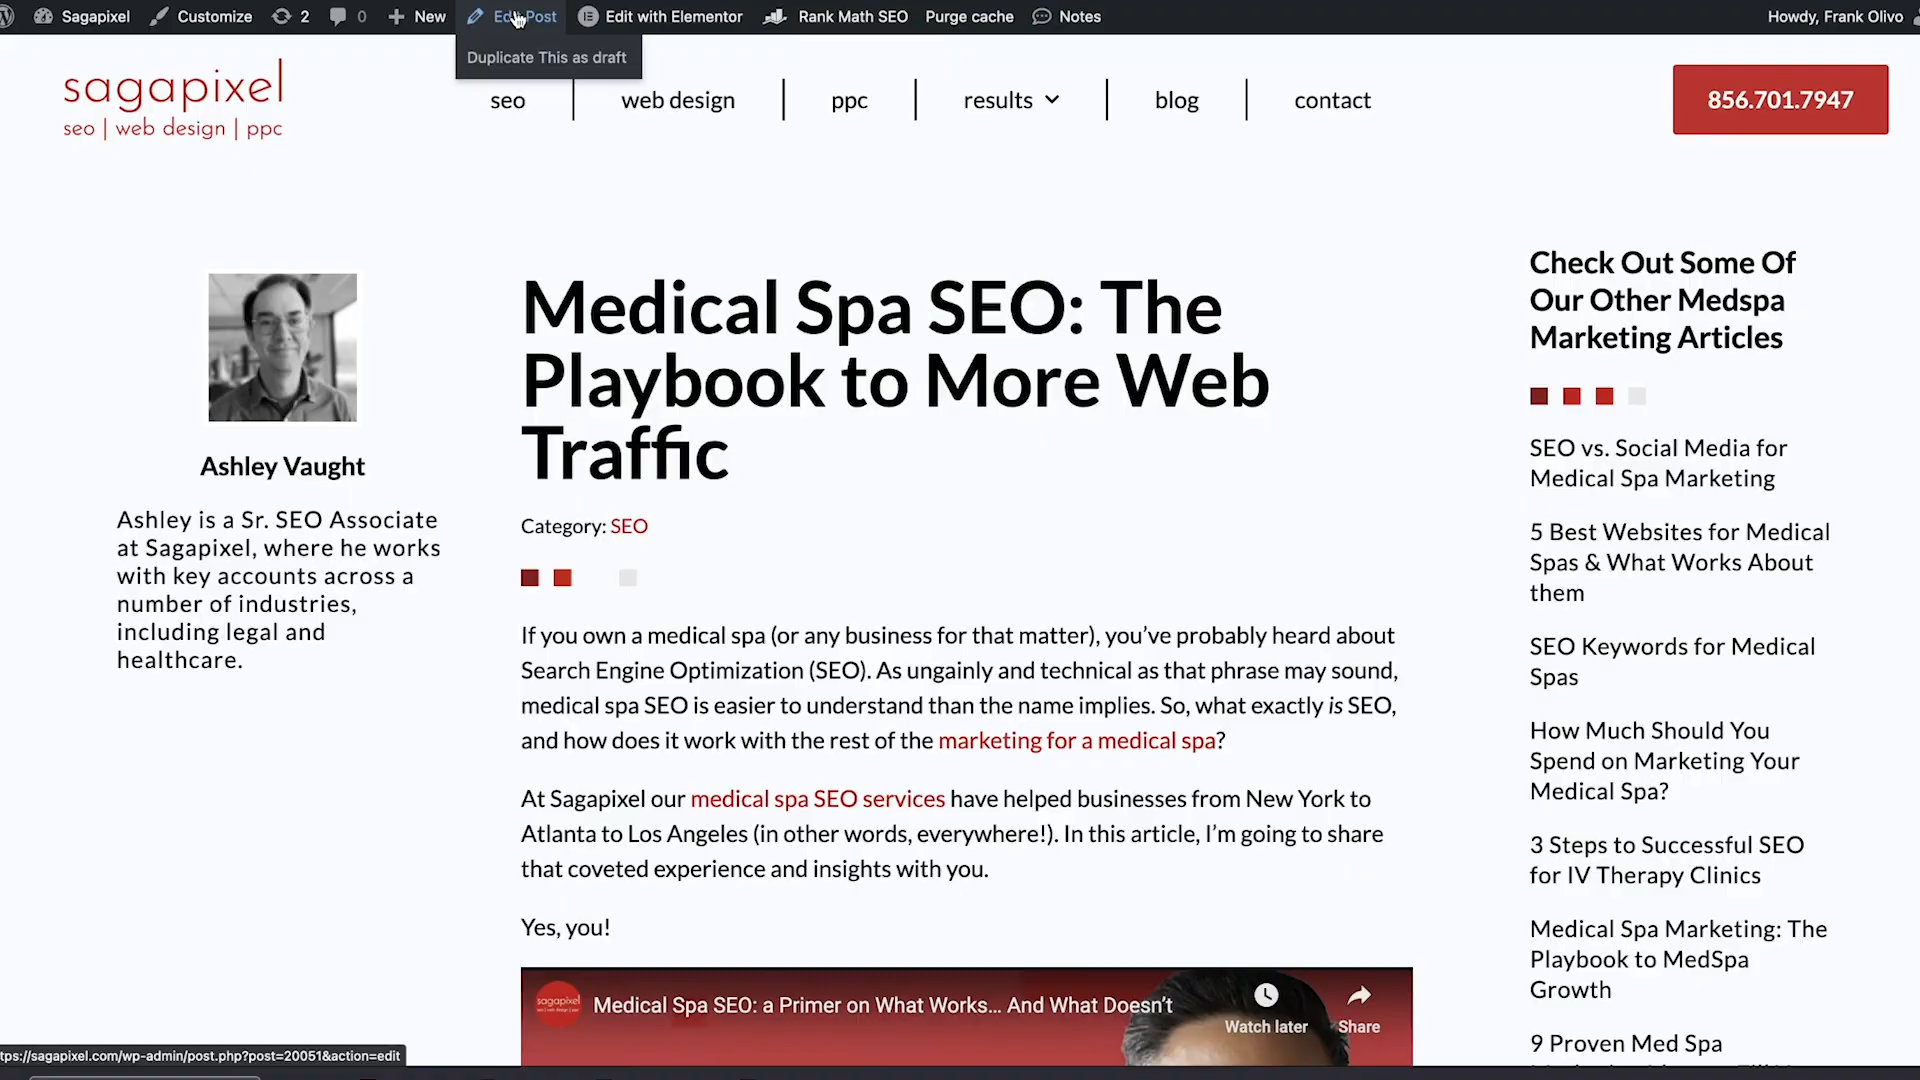 Sagapixel Customize 2 0 New Edit Post Edit with Elementor Rank Math SEO Purge cache Notes Howdy, Frank Olivo
Duplicate This as draft
sagapixel
seo | web design | ppc
seo web design ppc results blog contact
856.701.7947
Ashley Vaught
Ashley is a Sr. SEO Associate
at Sagapixel, where he works
with key accounts across a
number of industries,
including legal and
healthcare.
Medical Spa SEO: The
Playbook to More Web
Traffic
Category: SEO
If you own a medical spa (or any business for that matter), you've probably heard about
Search Engine Optimization (SEO). As ungainly and technical as that phrase may sound,
medical spa SEO is easier to understand than the name implies. So, what exactly is SEO,
and how does it work with the rest of the marketing for a medical spa?
At Sagapixel our medical spa SEO services have helped businesses from New York to
Atlanta to Los Angeles (in other words, everywhere!). In this article, I'm going to share
that coveted experience and insights with you.
Yes, you!
sagapixel
Medical Spa SEO: a Primer on What Works... And What Doesn't
Watch later
Share
Check Out Some Of
Our Other Medspa
Marketing Articles
SEO vs. Social Media for
Medical Spa Marketing
5 Best Websites for Medical
Spas & What Works About
them
SEO Keywords for Medical
Spas
How Much Should You
Spend on Marketing Your
Medical Spa?
3 Steps to Successful SEO
for IV Therapy Clinics
Medical Spa Marketing: The
Playbook to MedSpa
Growth
9 Proven Med Spa
tps://sagapixel.com/wp-admin/post.php?post=20051&action=edit